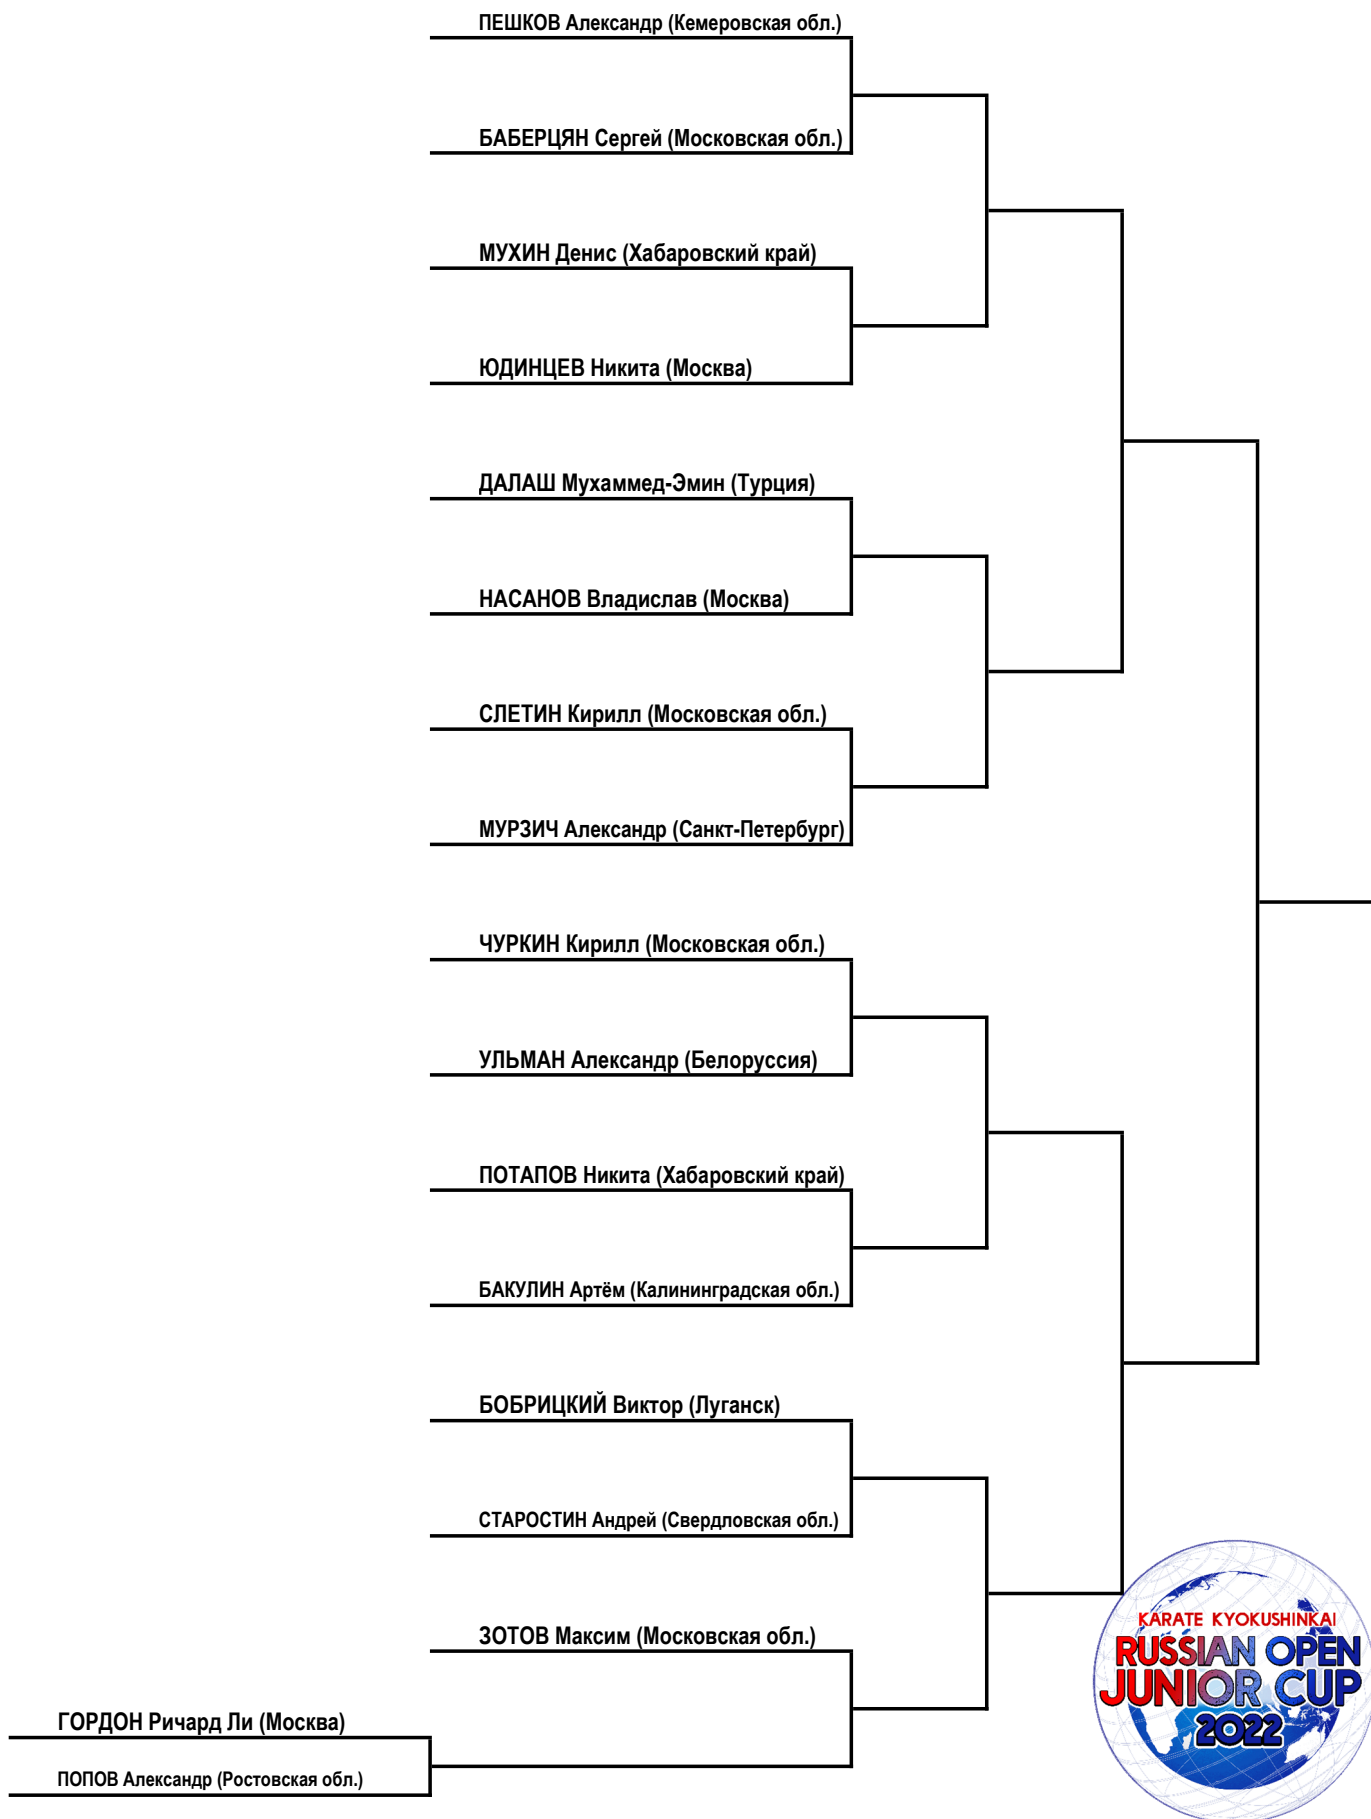 ПЕШКОВ Александр (Кемеровская обл.)
БАБЕРЦЯН Сергей (Московская обл.)
МУХИН Денис (Хабаровский край)
ЮДИНЦЕВ Никита (Москва)
ДАЛАШ Мухаммед-Эмин (Турция)
НАСАНОВ Владислав (Москва)
СЛЕТИН Кирилл (Московская обл.)
МУРЗИЧ Александр (Санкт-Петербург)
ЧУРКИН Кирилл (Московская обл.)
УЛЬМАН Александр (Белоруссия)
ПОТАПОВ Никита (Хабаровский край)
БАКУЛИН Артём (Калининградская обл.)
БОБРИЦКИЙ Виктор (Луганск)
СТАРОСТИН Андрей (Свердловская обл.)
ЗОТОВ Максим (Московская обл.)
ГОРДОН Ричард Ли (Москва)
ПОПОВ Александр (Ростовская обл.)
KARATE KYOKUSHINKAI
RUSSIAN OPEN
JUNIOR CUP
2022